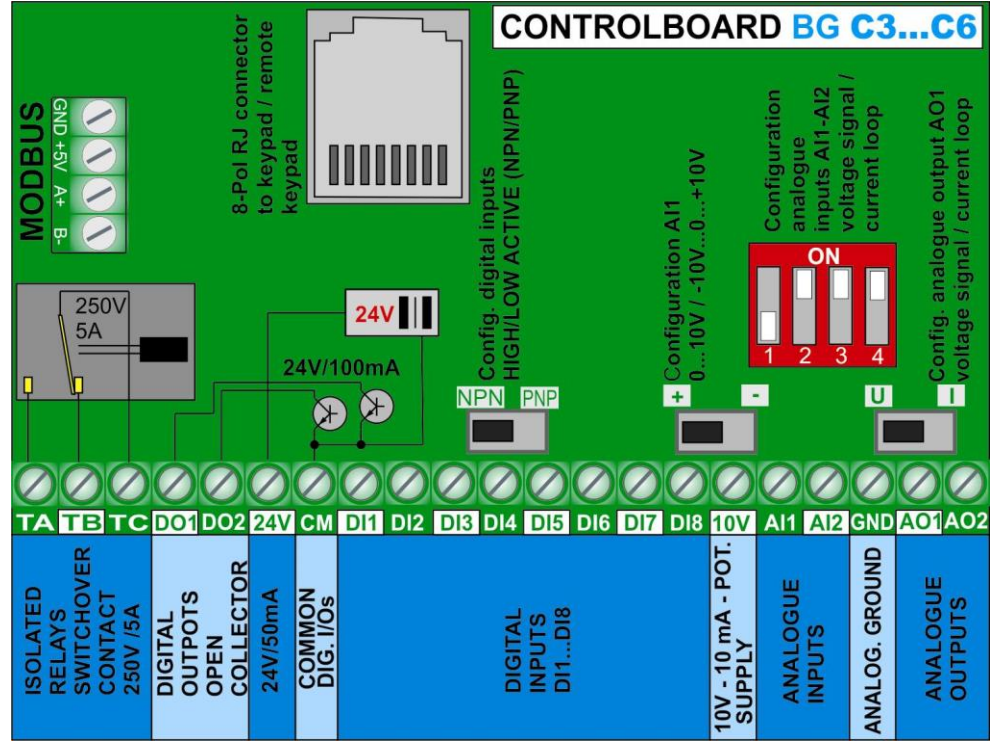 CONTROLBOARD BG C3...C6
MODBUS
GND
+5V
A+
B-
8-Pol RJ connector
to keypad / remote
keypad
Config. digital inputs
HIGH/LOW ACTIVE (NPN/PNP)
Configuration AI1
0...10V / -10V...0...+10V
Configuration
analogue
inputs AI1-AI2
voltage signal /
current loop
Config. analogue output AO1
voltage signal / current loop
ON
1 2 3 4
250V
5A
24V
24V/100mA
NPN PNP
+ -
U I
TA TB TC DO1 DO2 24V CM DI1 DI2 DI3 DI4 DI5 DI6 DI7 DI8 10V AI1 AI2 GND AO1 AO2
ISOLATED
RELAYS
SWITCHOVER
CONTACT
250V /5A
DIGITAL
OUTPOTS
OPEN
COLLECTOR
24V/50mA
COMMON
DIG. I/Os
DIGITAL
INPUTS
DI1...DI8
10V - 10 mA - POT.
SUPPLY
ANALOGUE
INPUTS
ANALOG. GROUND
ANALOGUE
OUTPUTS